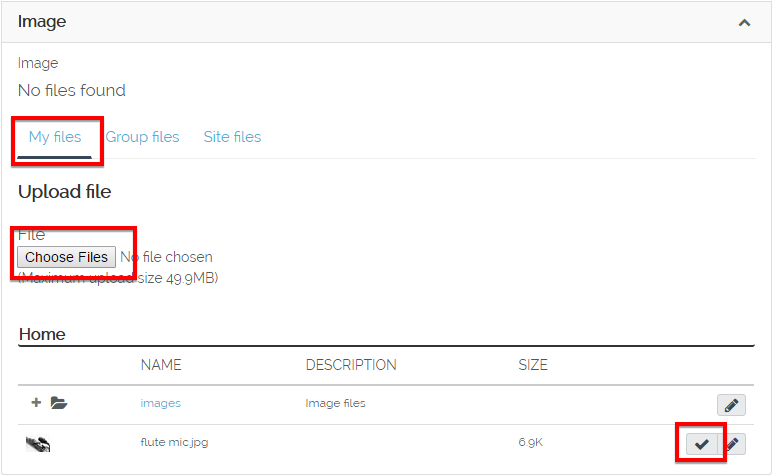 Image
Image
No files found
My files Group files Site files
Upload file
File
Choose Files No file chosen
(Maximum upload size 49.9MB)
Home
NAME DESCRIPTION SIZE
images Image files
flute mic.jpg 6.9K